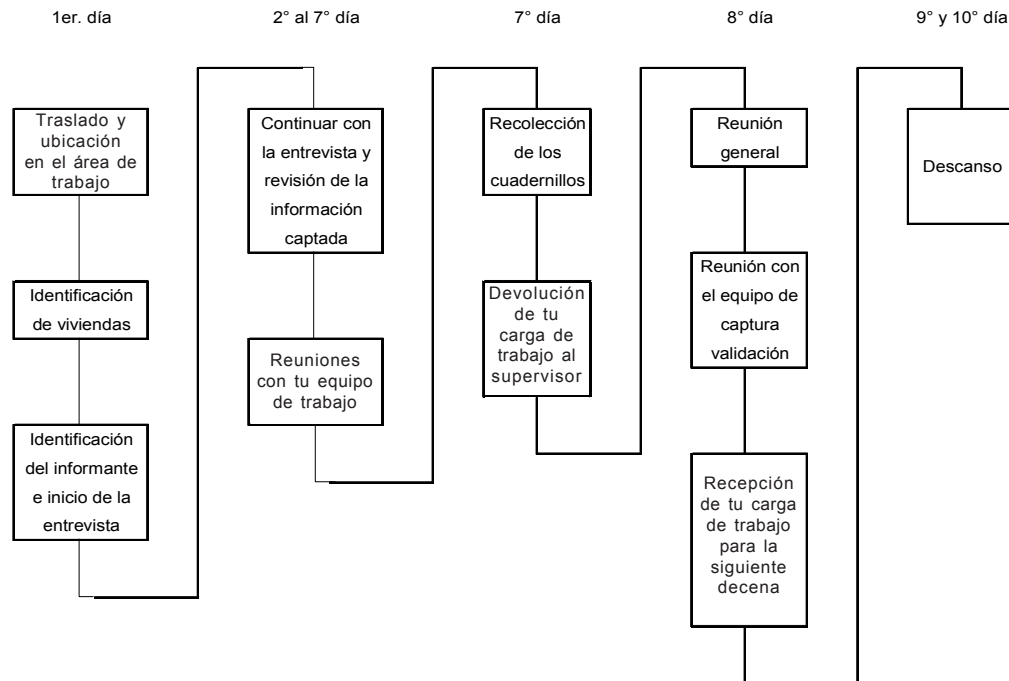 1er. día
2° al 7° día
7° día
8° día
9° y 10° día
Traslado y
ubicación
en el área de
trabajo
Identificación
de viviendas
Identificación
del informante
e inicio de la
entrevista
Continuar con
la entrevista y
revisión de la
información
captada
Reuniones
con tu equipo
de trabajo
Recolección
de los
cuadernillos
Devolución
de tu
carga de
trabajo al
supervisor
Reunión
general
Reunión con
el equipo de
captura
validación
Recepción
de tu carga
de trabajo
para la
siguiente
decena
Descanso